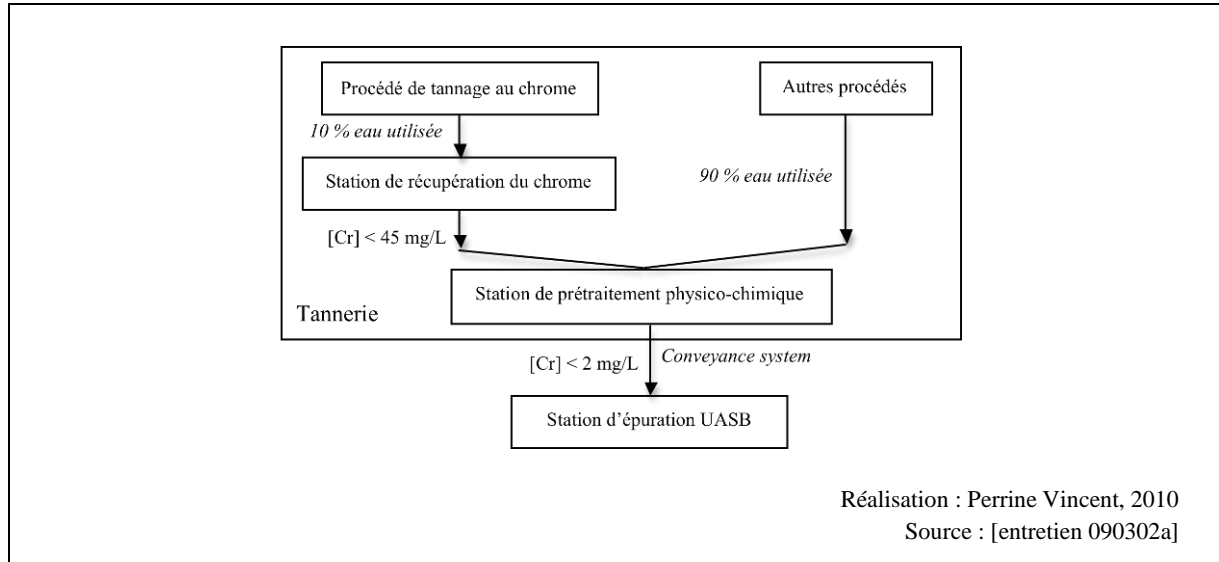 Procédé de tannage au chrome
Autres procédés
10 % eau utilisée
Station de récupération du chrome
90 % eau utilisée
[Cr] < 45 mg/L
Station de prétraitement physico-chimique
Tannerie
[Cr] < 2 mg/L
Conveyance system
Station d'épuration UASB
Réalisation : Perrine Vincent, 2010
Source : [entretien 090302a]